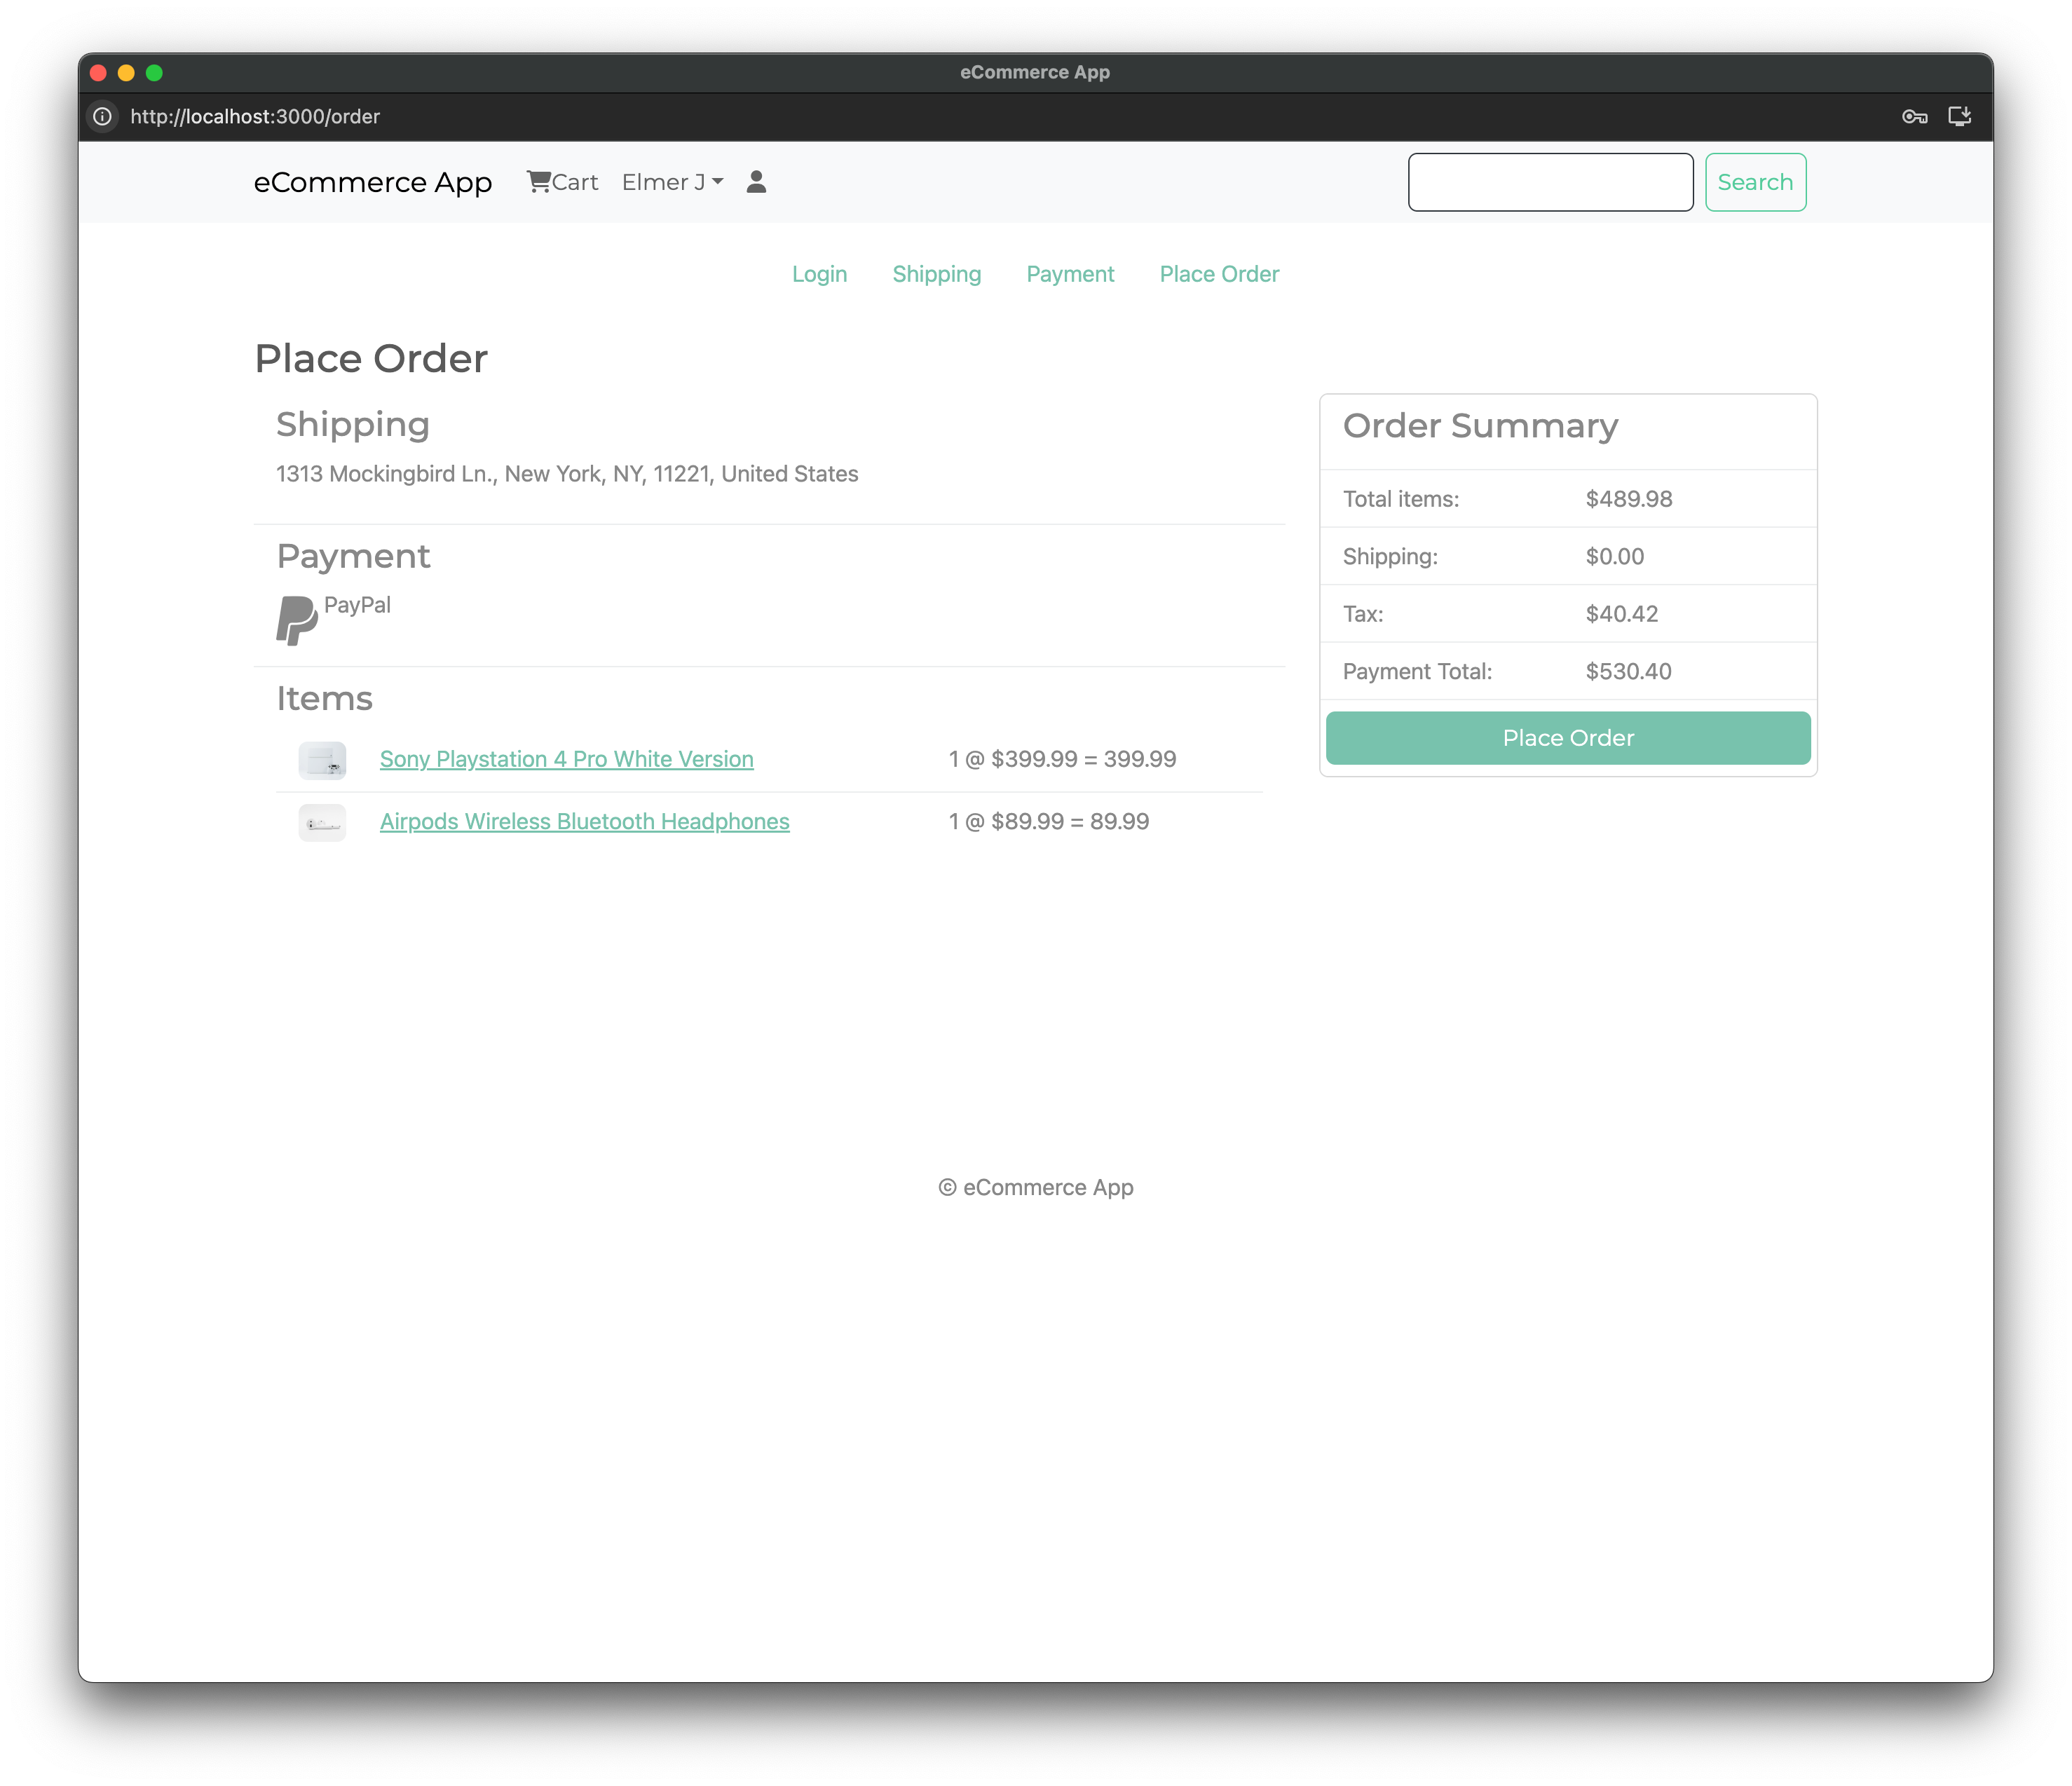 eCommerce App
http://localhost:3000/order
eCommerce App Cart Elmer J Search
Login Shipping Payment Place Order
Place Order
Shipping
1313 Mockingbird Ln., New York, NY, 11221, United States
Payment
PayPal
Items
Sony Playstation 4 Pro White Version 1 @ $399.99 = 399.99
Airpods Wireless Bluetooth Headphones 1 @ $89.99 = 89.99
Order Summary
Total items: $489.98
Shipping: $0.00
Tax: $40.42
Payment Total: $530.40
Place Order
© eCommerce App